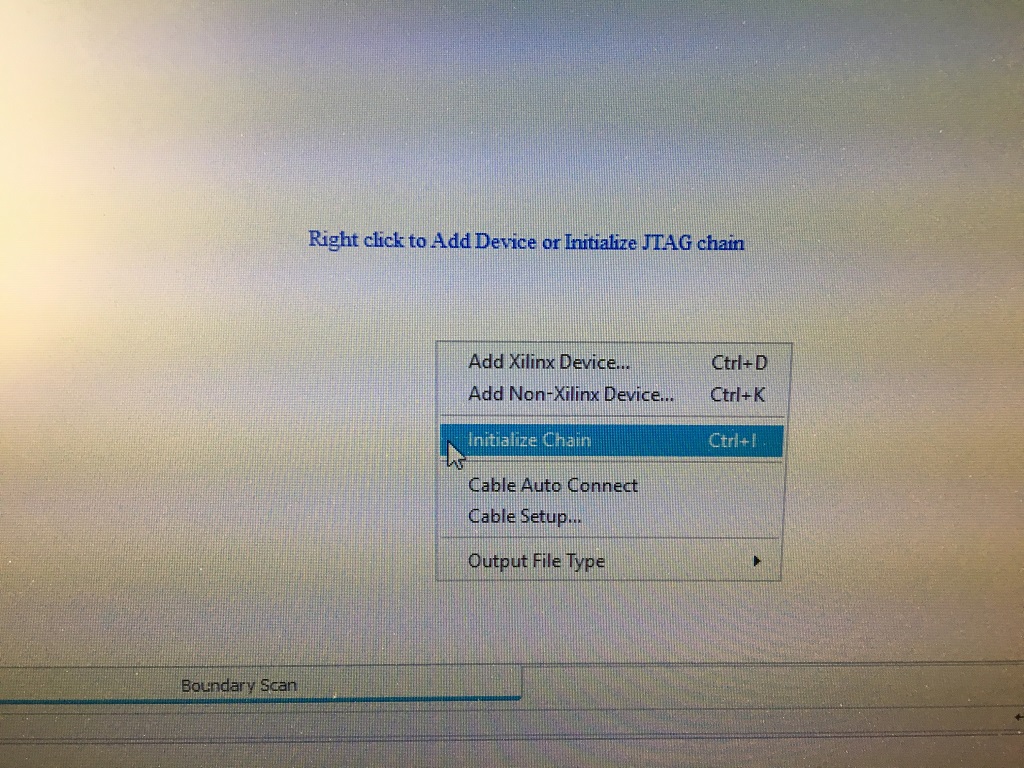 Right click to Add Device or Initialize JTAG chain
Add Xilinx Device... Ctrl+D
Add Non-Xilinx Device... Ctrl+K
Initialize Chain Ctrl+I
Cable Auto Connect
Cable Setup...
Output File Type
Boundary Scan